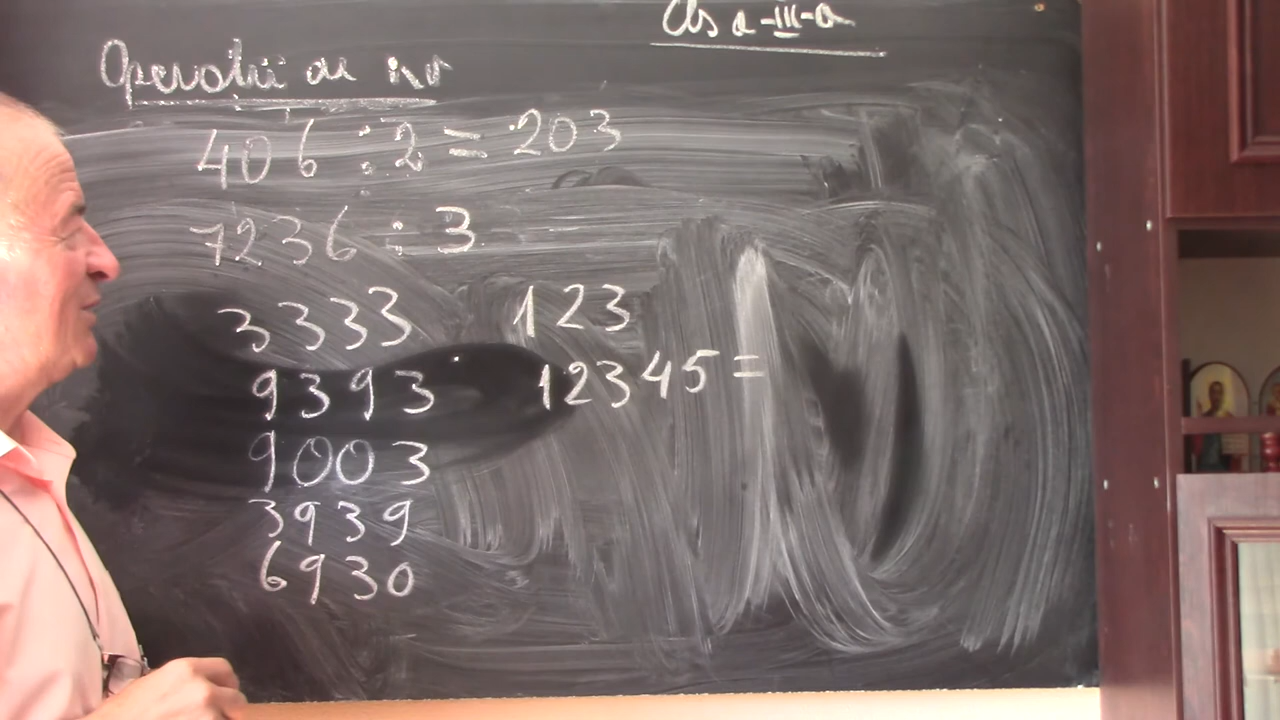 Cls a-III-a
Operatii cu nr
406 : 2 = 203
7236 : 3
3333 123
9393 12345 =
9003
3939
6930